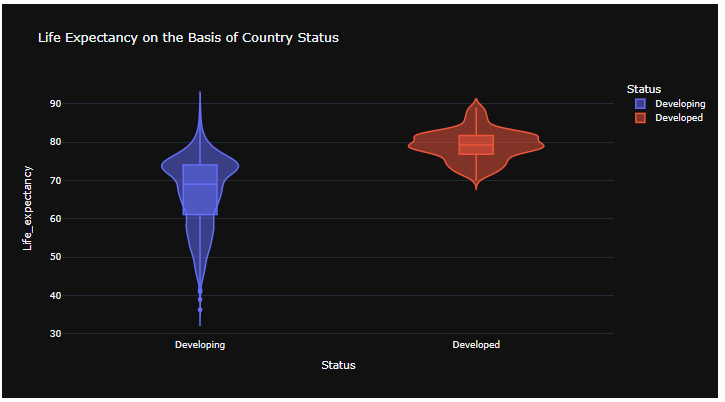 Life Expectancy on the Basis of Country Status
Status
Developing
Developed
Life_expectancy
90
80
70
60
50
40
30
Developing
Developed
Status